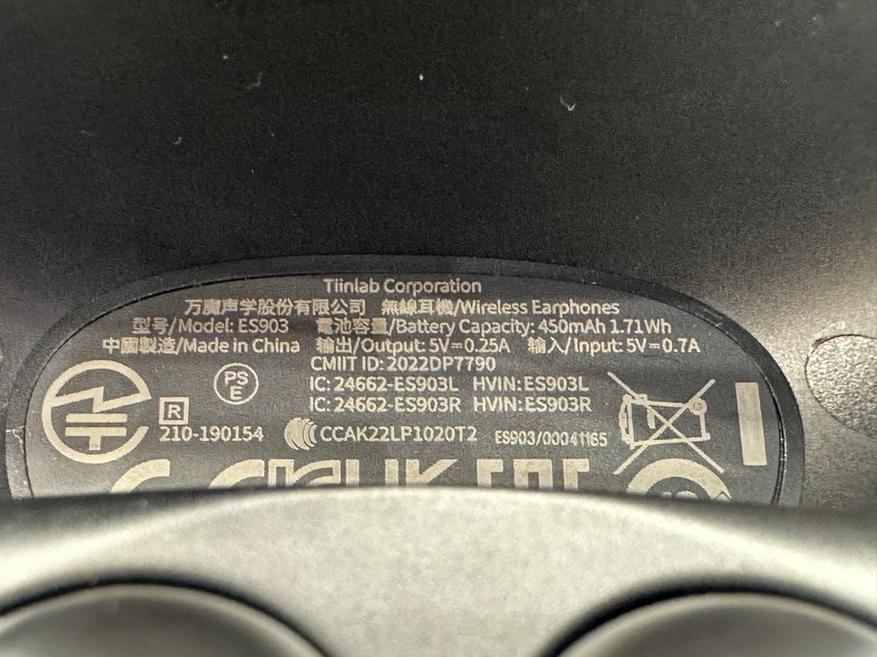 Tiinlab Corporation
万魔声学股份有限公司 無線耳機/Wireless Earphones
型号/Model: ES903 電池容量/Battery Capacity: 450mAh 1.71Wh
中國製造/Made in China 输出/Output: 5V⎓0.25A 输入/Input: 5V⎓0.7A
CMIIT ID: 2022DP7790
IC: 24662-ES903L HVIN: ES903L
PS
E
IC: 24662-ES903R HVIN: ES903R
R
210-190154 CCAK22LP1020T2 ES903/00041165